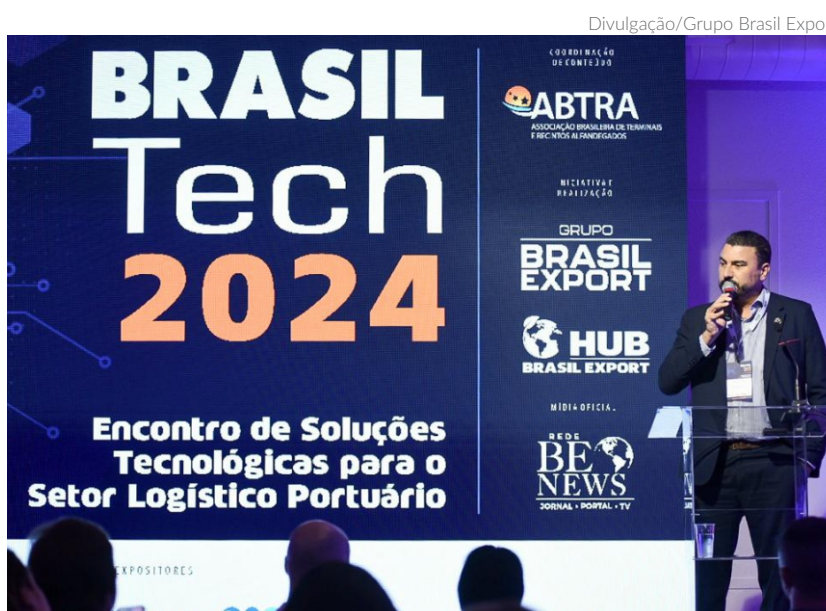 Divulgação/Grupo Brasil Expo
BRASIL
Tech
2024
Encontro de Soluções
Tecnológicas para o
Setor Logístico Portuário
EXPOSITORES
COORDENAÇÃO
DE CONTEÚDO
ABTRA
ASSOCIAÇÃO BRASILEIRA DE TERMINAIS
E RECINTOS ALFANDEGADOS
INICIATIVA E
REALIZAÇÃO
GRUPO
BRASIL
EXPORT
HUB
BRASIL EXPORT
MÍDIA OFICIAL
REDE
BE
NEWS
JORNAL • PORTAL • TV